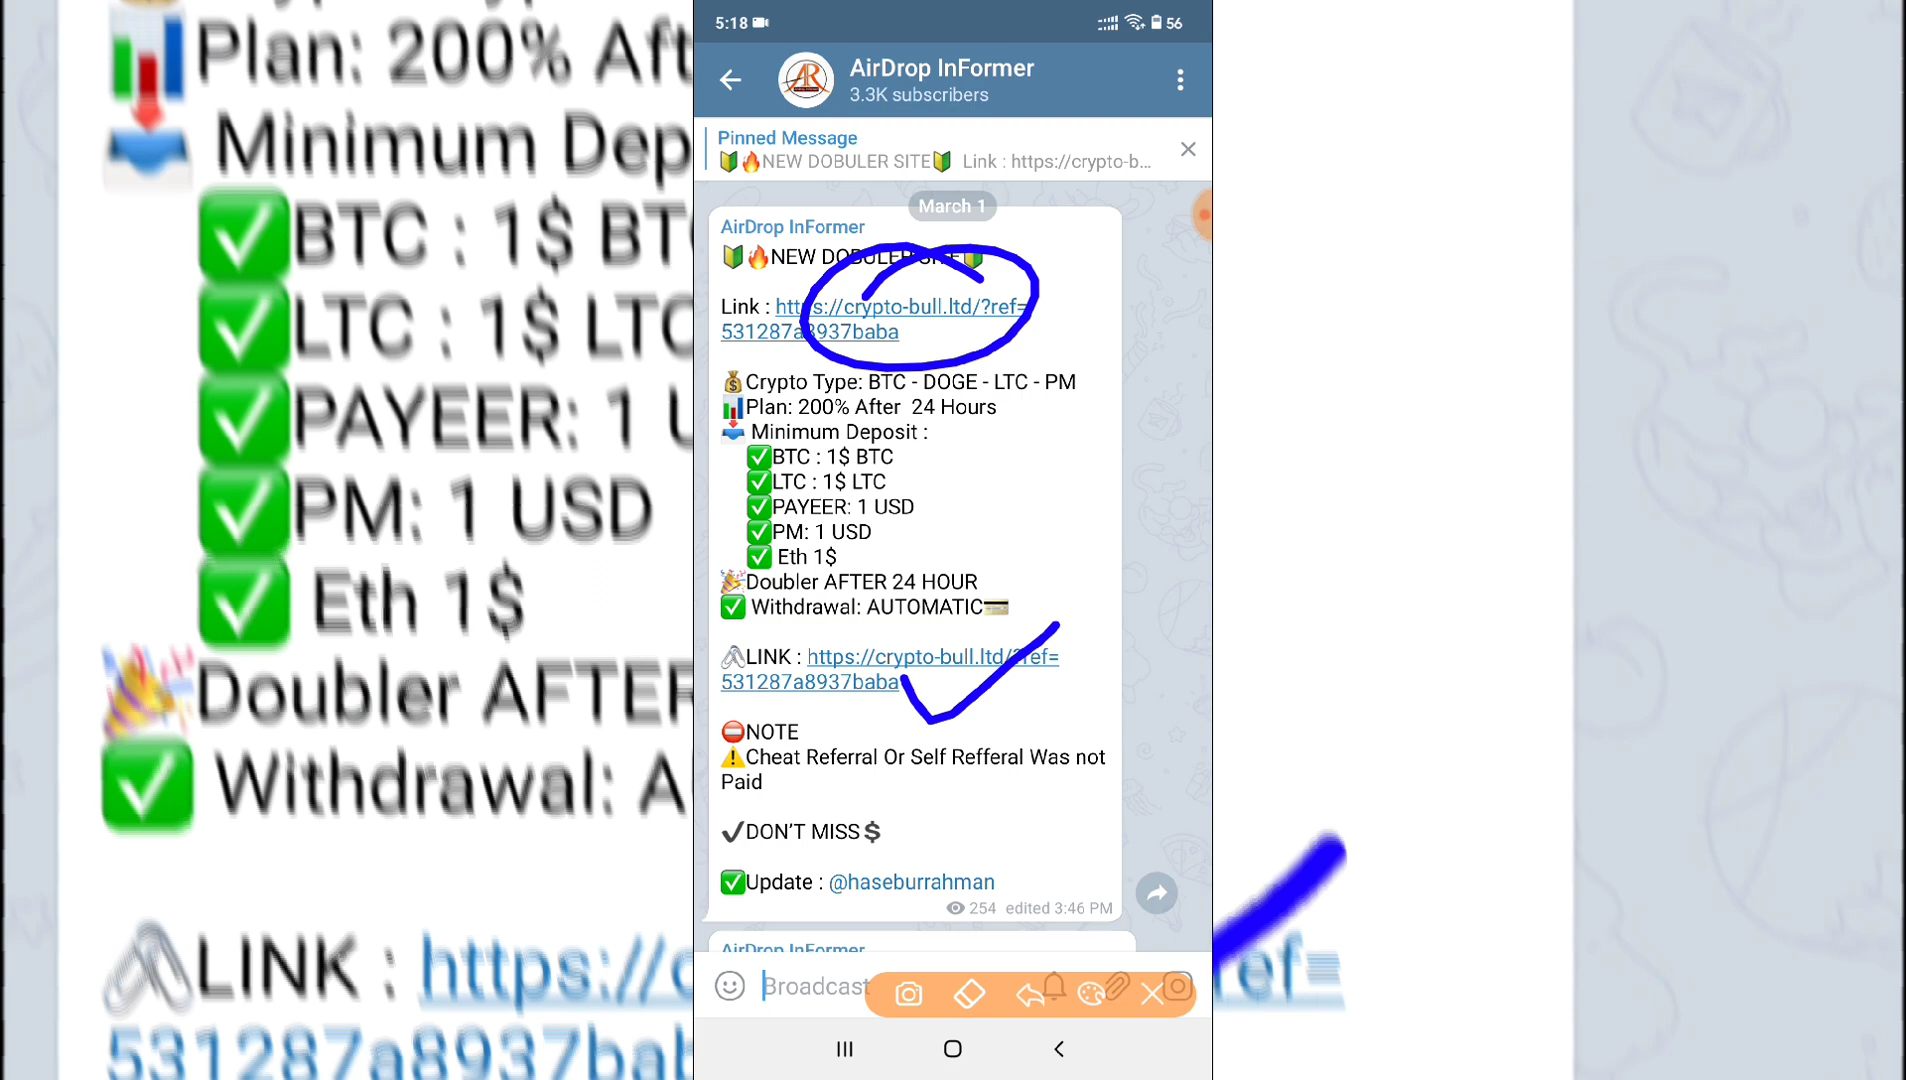 Plan: 200% Aft
Minimum Dep
BTC : 1$ BT
LTC : 1$ LTC
PAYEER: 1 U
PM: 1 USD
Eth 1$
Doubler AFTER
Withdrawal: A
LINK : https://c
531287a8937bab
ref=
5:18
56
AirDrop InFormer
3.3K subscribers
Pinned Message
🔰🔥NEW DOBULER SITE🔰 Link : https://crypto-b...
March 1
AirDrop InFormer
🔰🔥NEW DOBULER SITE🔰
Link : https://crypto-bull.ltd/?ref=
531287a8937baba
💰Crypto Type: BTC - DOGE - LTC - PM
📊Plan: 200% After 24 Hours
📥 Minimum Deposit :
✅BTC : 1$ BTC
✅LTC : 1$ LTC
✅PAYEER: 1 USD
✅PM: 1 USD
✅ Eth 1$
🎉Doubler AFTER 24 HOUR
✅ Withdrawal: AUTOMATIC💳
🖇LINK : https://crypto-bull.ltd/?ref=
531287a8937baba
⛔NOTE
⚠️Cheat Referral Or Self Refferal Was not
Paid
✔️DON'T MISS💲
✅Update : @haseburrahman
254 edited 3:46 PM
AirDrop InFormer
Broadcast